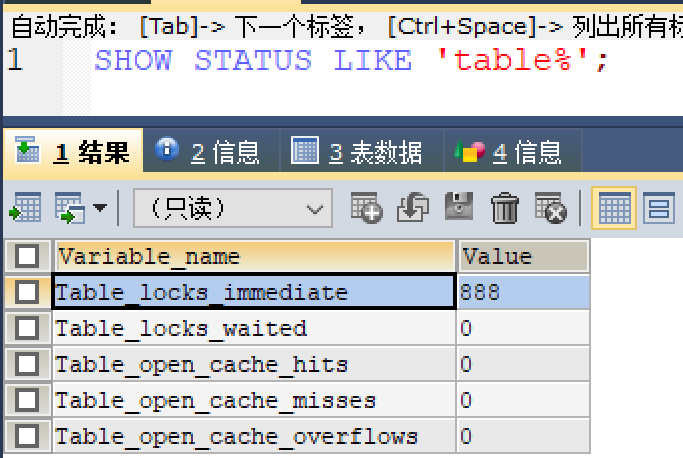 自动完成: [Tab]-> 下一个标签， [Ctrl+Space]-> 列出所有标
1 SHOW STATUS LIKE 'table%';
1 结果 2 信息 3 表数据 4 信息
（只读）
Variable_name Value
Table_locks_immediate 888
Table_locks_waited 0
Table_open_cache_hits 0
Table_open_cache_misses 0
Table_open_cache_overflows 0